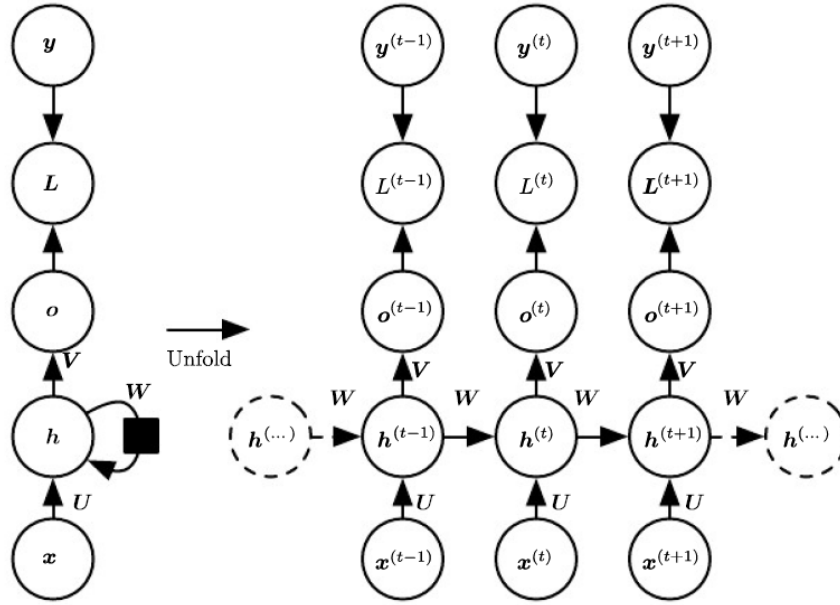 y y^(t−1) y^(t) y^(t+1)
L L^(t−1) L^(t) L^(t+1)
o o^(t−1) o^(t) o^(t+1)
Unfold
V V V V
W W W W W
h h^(...) h^(t−1) h^(t) h^(t+1) h^(...)
U U U U
x x^(t−1) x^(t) x^(t+1)